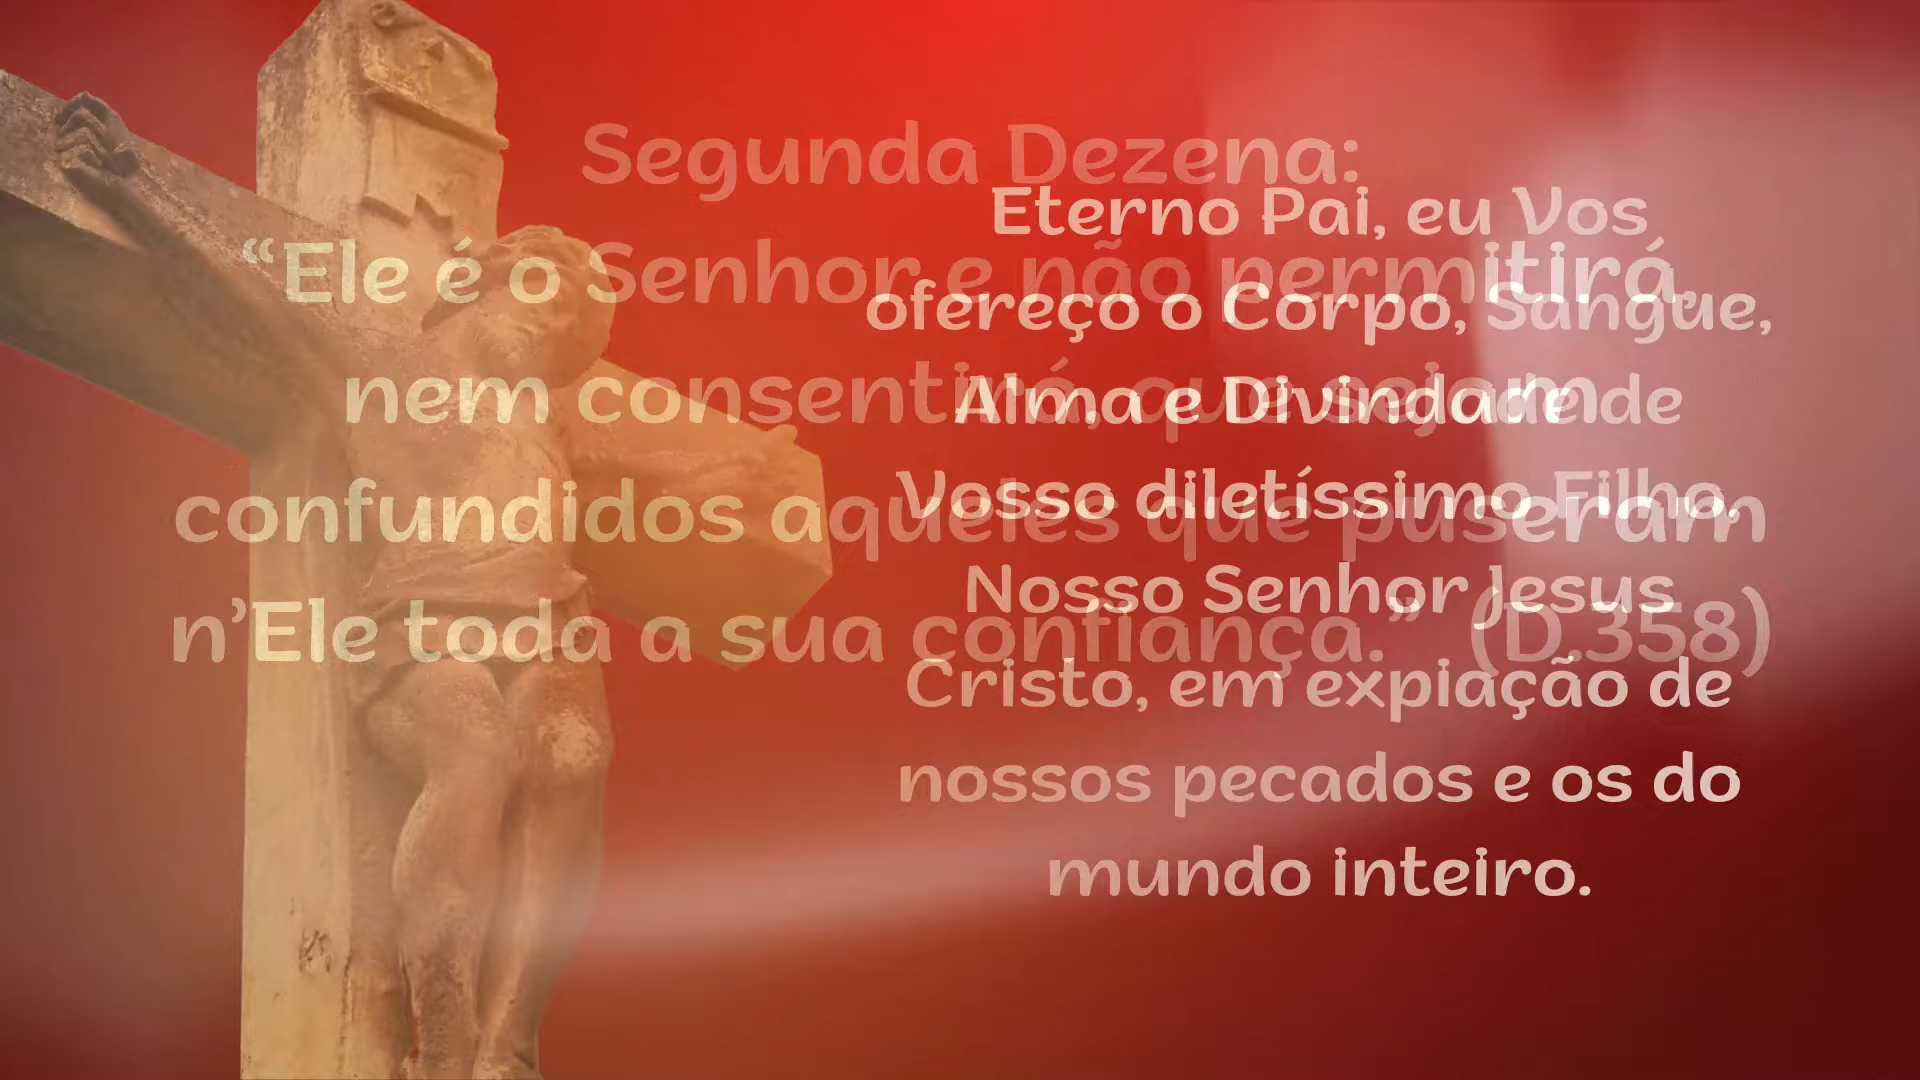 Segunda Dezena:
“Ele é o Senhor e não permitirá,
nem consentirá, que sejam
confundidos aqueles que puseram
n’Ele toda a sua confiança.” (D.358)
Eterno Pai, eu Vos
ofereço o Corpo, Sangue,
Alma e Divindade de
Vosso diletíssimo Filho,
Nosso Senhor Jesus
Cristo, em expiação de
nossos pecados e os do
mundo inteiro.